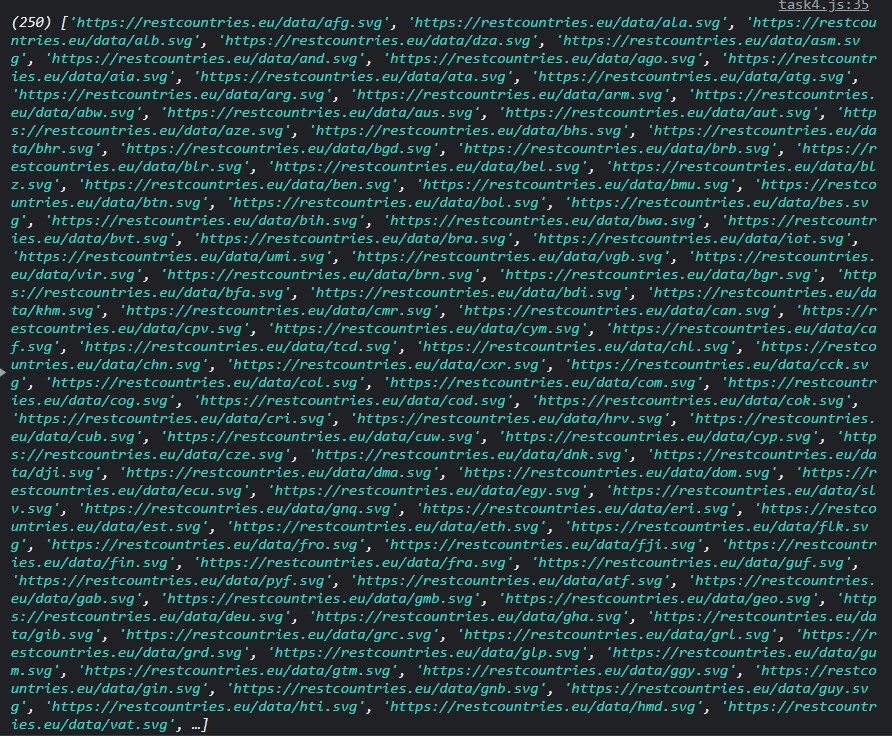 task4.js:35
(250) ['https://restcountries.eu/data/afg.svg', 'https://restcountries.eu/data/ala.svg', 'https://restcou
ntries.eu/data/alb.svg', 'https://restcountries.eu/data/dza.svg', 'https://restcountries.eu/data/asm.sv
g', 'https://restcountries.eu/data/and.svg', 'https://restcountries.eu/data/ago.svg', 'https://restcountr
ies.eu/data/aia.svg', 'https://restcountries.eu/data/ata.svg', 'https://restcountries.eu/data/atg.svg',
'https://restcountries.eu/data/arg.svg', 'https://restcountries.eu/data/arm.svg', 'https://restcountries.
eu/data/abw.svg', 'https://restcountries.eu/data/aus.svg', 'https://restcountries.eu/data/aut.svg', 'http
s://restcountries.eu/data/aze.svg', 'https://restcountries.eu/data/bhs.svg', 'https://restcountries.eu/da
ta/bhr.svg', 'https://restcountries.eu/data/bgd.svg', 'https://restcountries.eu/data/brb.svg', 'https://r
estcountries.eu/data/blr.svg', 'https://restcountries.eu/data/bel.svg', 'https://restcountries.eu/data/bl
z.svg', 'https://restcountries.eu/data/ben.svg', 'https://restcountries.eu/data/bmu.svg', 'https://restco
untries.eu/data/btn.svg', 'https://restcountries.eu/data/bol.svg', 'https://restcountries.eu/data/bes.sv
g', 'https://restcountries.eu/data/bih.svg', 'https://restcountries.eu/data/bwa.svg', 'https://restcountr
ies.eu/data/bvt.svg', 'https://restcountries.eu/data/bra.svg', 'https://restcountries.eu/data/iot.svg',
'https://restcountries.eu/data/umi.svg', 'https://restcountries.eu/data/vgb.svg', 'https://restcountries.
eu/data/vir.svg', 'https://restcountries.eu/data/brn.svg', 'https://restcountries.eu/data/bgr.svg', 'http
s://restcountries.eu/data/bfa.svg', 'https://restcountries.eu/data/bdi.svg', 'https://restcountries.eu/da
ta/khm.svg', 'https://restcountries.eu/data/cmr.svg', 'https://restcountries.eu/data/can.svg', 'https://r
estcountries.eu/data/cpv.svg', 'https://restcountries.eu/data/cym.svg', 'https://restcountries.eu/data/ca
f.svg', 'https://restcountries.eu/data/tcd.svg', 'https://restcountries.eu/data/chl.svg', 'https://restco
untries.eu/data/chn.svg', 'https://restcountries.eu/data/cxr.svg', 'https://restcountries.eu/data/cck.sv
g', 'https://restcountries.eu/data/col.svg', 'https://restcountries.eu/data/com.svg', 'https://restcountr
ies.eu/data/cog.svg', 'https://restcountries.eu/data/cod.svg', 'https://restcountries.eu/data/cok.svg',
'https://restcountries.eu/data/cri.svg', 'https://restcountries.eu/data/hrv.svg', 'https://restcountries.
eu/data/cub.svg', 'https://restcountries.eu/data/cuw.svg', 'https://restcountries.eu/data/cyp.svg', 'http
s://restcountries.eu/data/cze.svg', 'https://restcountries.eu/data/dnk.svg', 'https://restcountries.eu/da
ta/dji.svg', 'https://restcountries.eu/data/dma.svg', 'https://restcountries.eu/data/dom.svg', 'https://r
estcountries.eu/data/ecu.svg', 'https://restcountries.eu/data/egy.svg', 'https://restcountries.eu/data/sl
v.svg', 'https://restcountries.eu/data/gnq.svg', 'https://restcountries.eu/data/eri.svg', 'https://restco
untries.eu/data/est.svg', 'https://restcountries.eu/data/eth.svg', 'https://restcountries.eu/data/flk.sv
g', 'https://restcountries.eu/data/fro.svg', 'https://restcountries.eu/data/fji.svg', 'https://restcountr
ies.eu/data/fin.svg', 'https://restcountries.eu/data/fra.svg', 'https://restcountries.eu/data/guf.svg',
'https://restcountries.eu/data/pyf.svg', 'https://restcountries.eu/data/atf.svg', 'https://restcountries.
eu/data/gab.svg', 'https://restcountries.eu/data/gmb.svg', 'https://restcountries.eu/data/geo.svg', 'http
s://restcountries.eu/data/deu.svg', 'https://restcountries.eu/data/gha.svg', 'https://restcountries.eu/da
ta/gib.svg', 'https://restcountries.eu/data/grc.svg', 'https://restcountries.eu/data/grl.svg', 'https://r
estcountries.eu/data/grd.svg', 'https://restcountries.eu/data/glp.svg', 'https://restcountries.eu/data/gu
m.svg', 'https://restcountries.eu/data/gtm.svg', 'https://restcountries.eu/data/ggy.svg', 'https://restco
untries.eu/data/gin.svg', 'https://restcountries.eu/data/gnb.svg', 'https://restcountries.eu/data/guy.sv
g', 'https://restcountries.eu/data/hti.svg', 'https://restcountries.eu/data/hmd.svg', 'https://restcountr
ies.eu/data/vat.svg', …]